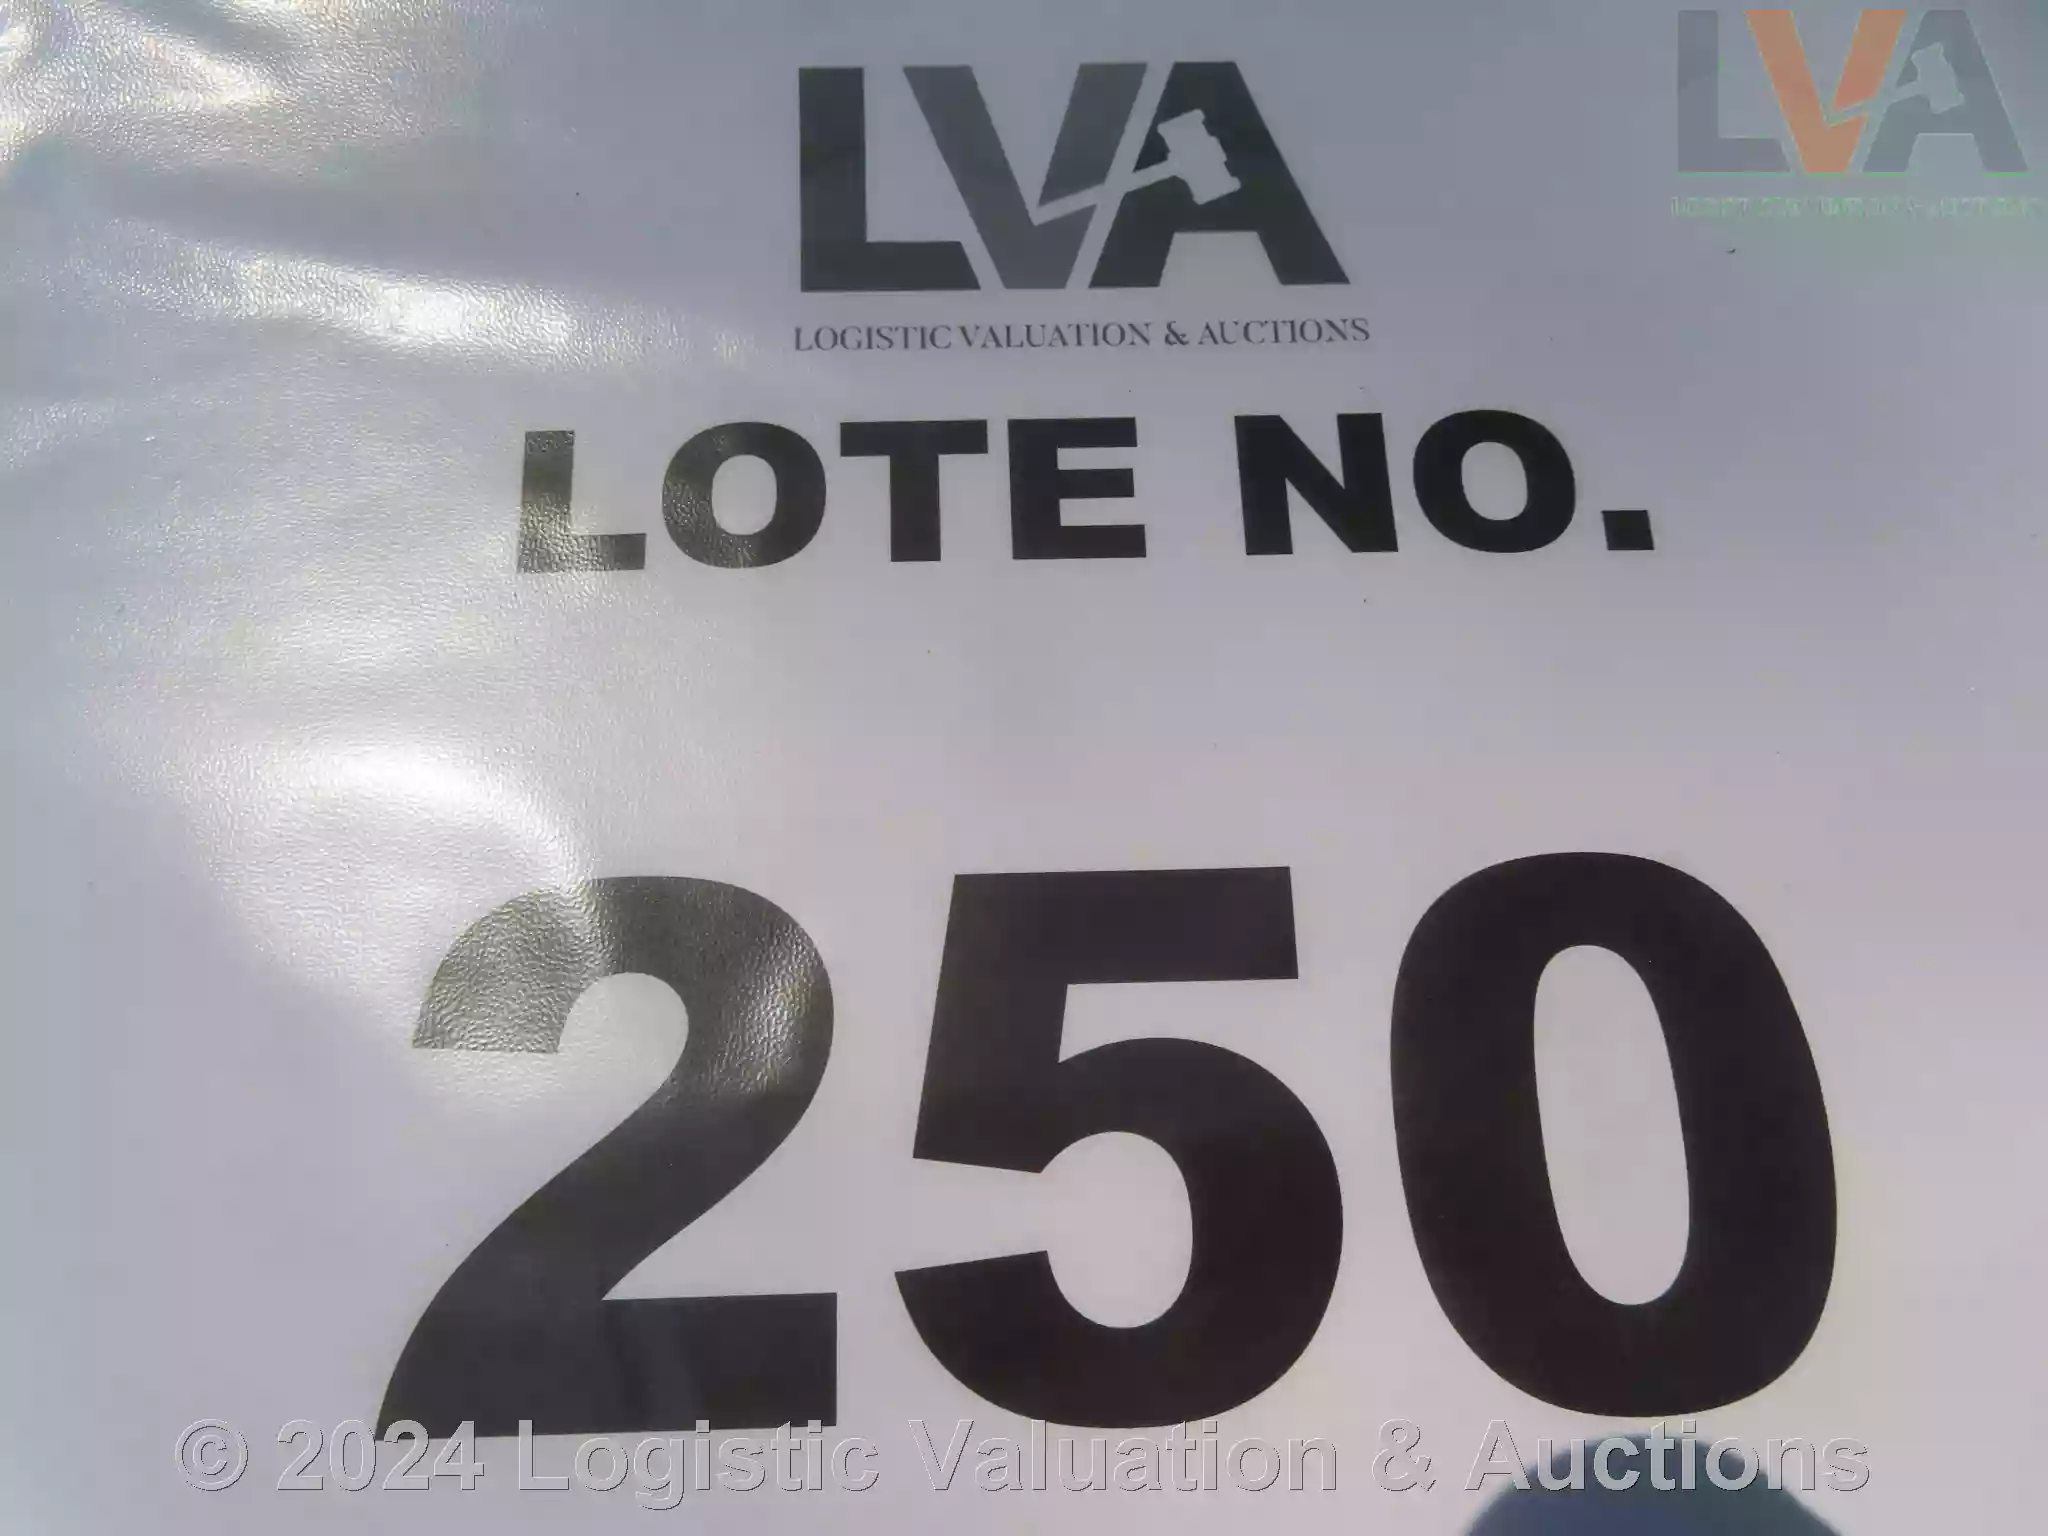 LVA
LOGISTIC VALUATION & AUCTIONS
LVA
LOTE NO.
250
© 2024 Logistic Valuation & Auctions